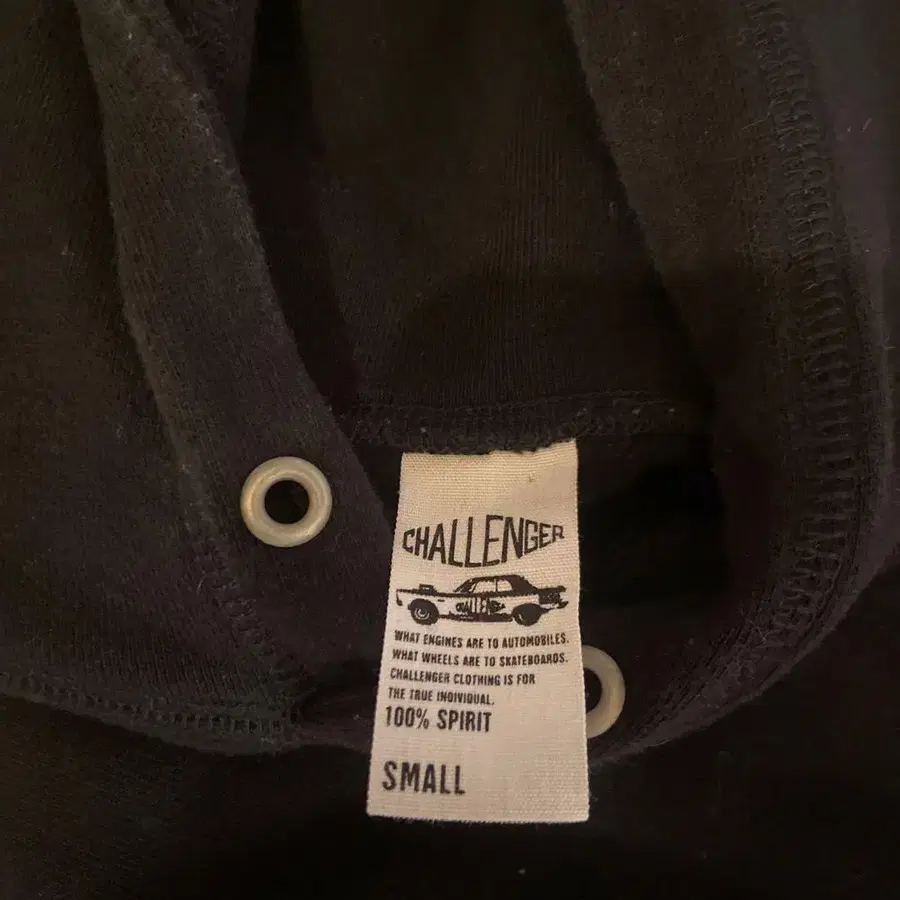 CHALLENGER
WHAT ENGINES ARE TO AUTOMOBILES.
WHAT WHEELS ARE TO SKATEBOARDS.
CHALLENGER CLOTHING IS FOR
THE TRUE INDIVIDUAL.
100% SPIRIT
SMALL